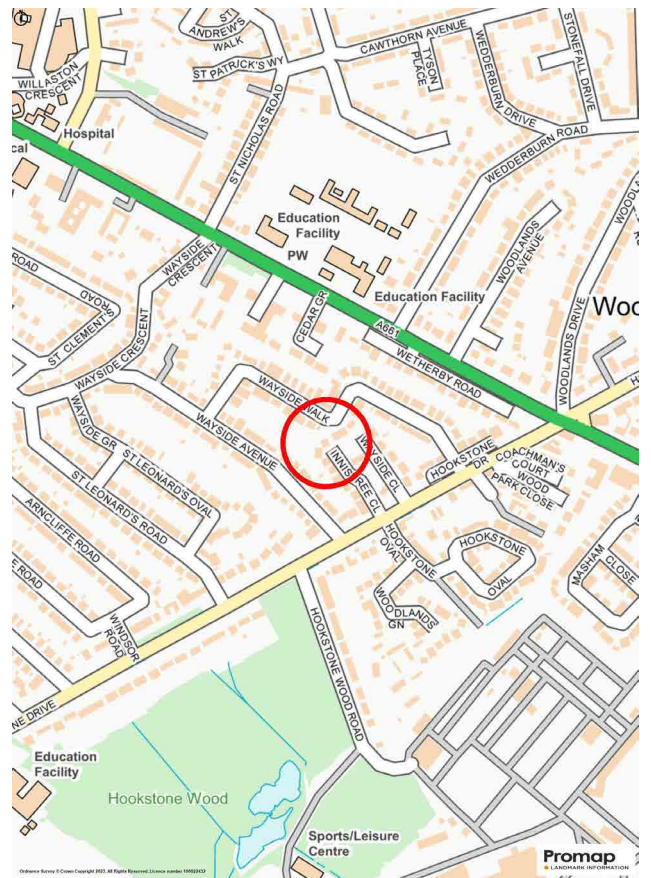 ST
ANDREW'S
WALK
CAWTHORN AVENUE
TYSON
PLACE
STONEFALL DRIVE
WEDDERBURN DRIVE
ST PATRICK'S WY
WILLASTON
CRESCENT
Hospital
cal
ST NICHOLAS ROAD
WEDDERBURN ROAD
Education
Facility
PW
WAYSIDE
CRESCENT
WOODLANDS
AVENUE
WOODLA
ROAD
ROAD
ST CLEMENT'S
CEDAR GR
Education Facility
A661
Woo
WETHERBY ROAD
WOODLANDS DRIVE
WAYSIDE CRESCENT
WAYSIDE WALK
HA
WAYSIDE GR
WAYSIDE AVENUE
WAYSIDE CL
INNISFREE CL
HOOKSTONE
DR
COACHMAN'S
COURT
WOOD
PARK CLOSE
ST LEONARD'S OVAL
ST LEONARD'S ROAD
ARNCLIFFE ROAD
E ROAD
HOOKSTONE
OVAL
HOOKSTONE
OVAL
MASHAM
CLOSE
WOODLANDS
GN
WINDSOR
ROAD
HOOKSTONE WOOD ROAD
NE DRIVE
Education
Facility
Hookstone Wood
Sports/Leisure
Centre
Promap
LANDMARK INFORMATION